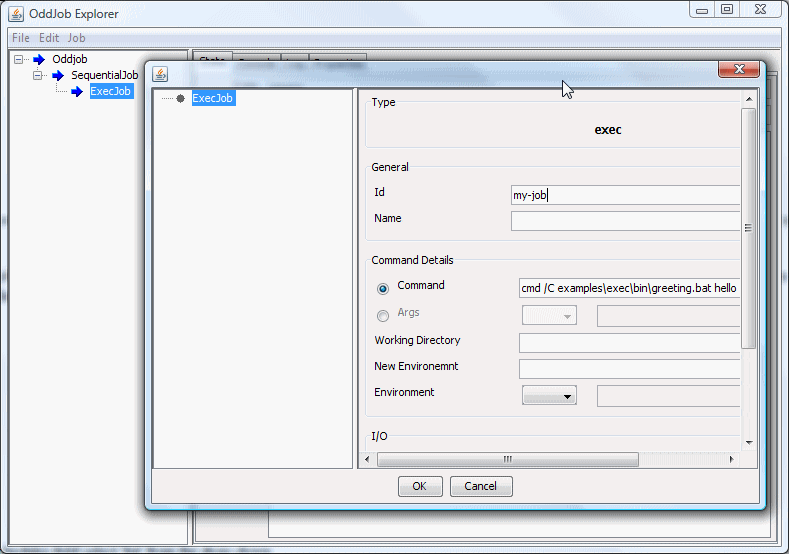 OddJob Explorer
File Edit Job
Oddjob
SequentialJob
ExecJob
ExecJob
Type
exec
General
Id
my-job
Name
Command Details
Command
cmd /C examples\exec\bin\greeting.bat hello
Args
Working Directory
New Environemnt
Environment
I/O
OK Cancel